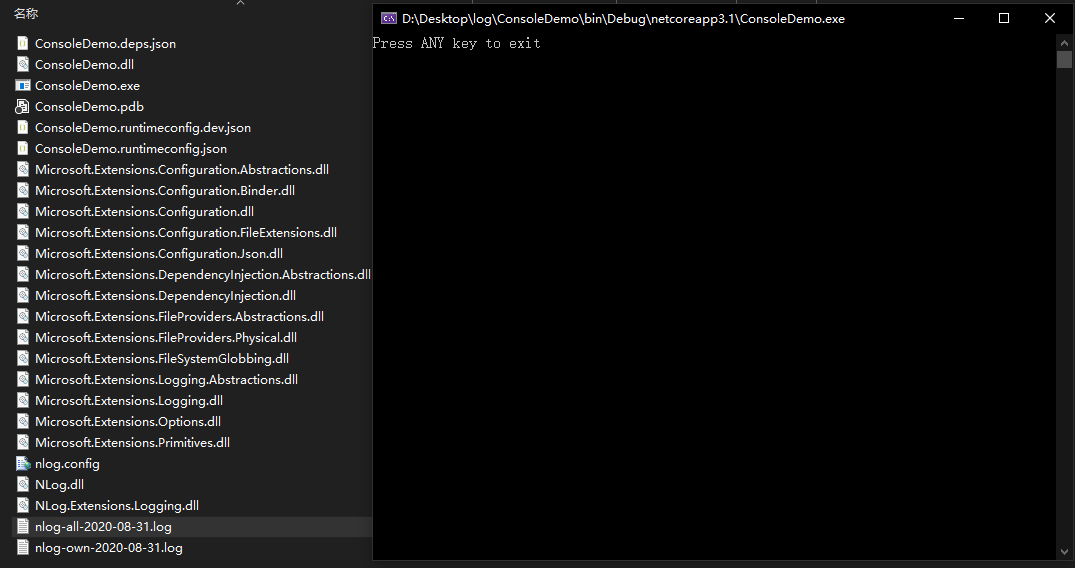 名称
ConsoleDemo.deps.json
ConsoleDemo.dll
ConsoleDemo.exe
ConsoleDemo.pdb
ConsoleDemo.runtimeconfig.dev.json
ConsoleDemo.runtimeconfig.json
Microsoft.Extensions.Configuration.Abstractions.dll
Microsoft.Extensions.Configuration.Binder.dll
Microsoft.Extensions.Configuration.dll
Microsoft.Extensions.Configuration.FileExtensions.dll
Microsoft.Extensions.Configuration.Json.dll
Microsoft.Extensions.DependencyInjection.Abstractions.dll
Microsoft.Extensions.DependencyInjection.dll
Microsoft.Extensions.FileProviders.Abstractions.dll
Microsoft.Extensions.FileProviders.Physical.dll
Microsoft.Extensions.FileSystemGlobbing.dll
Microsoft.Extensions.Logging.Abstractions.dll
Microsoft.Extensions.Logging.dll
Microsoft.Extensions.Options.dll
Microsoft.Extensions.Primitives.dll
nlog.config
NLog.dll
NLog.Extensions.Logging.dll
nlog-all-2020-08-31.log
nlog-own-2020-08-31.log
D:\Desktop\log\ConsoleDemo\bin\Debug\netcoreapp3.1\ConsoleDemo.exe
Press ANY key to exit